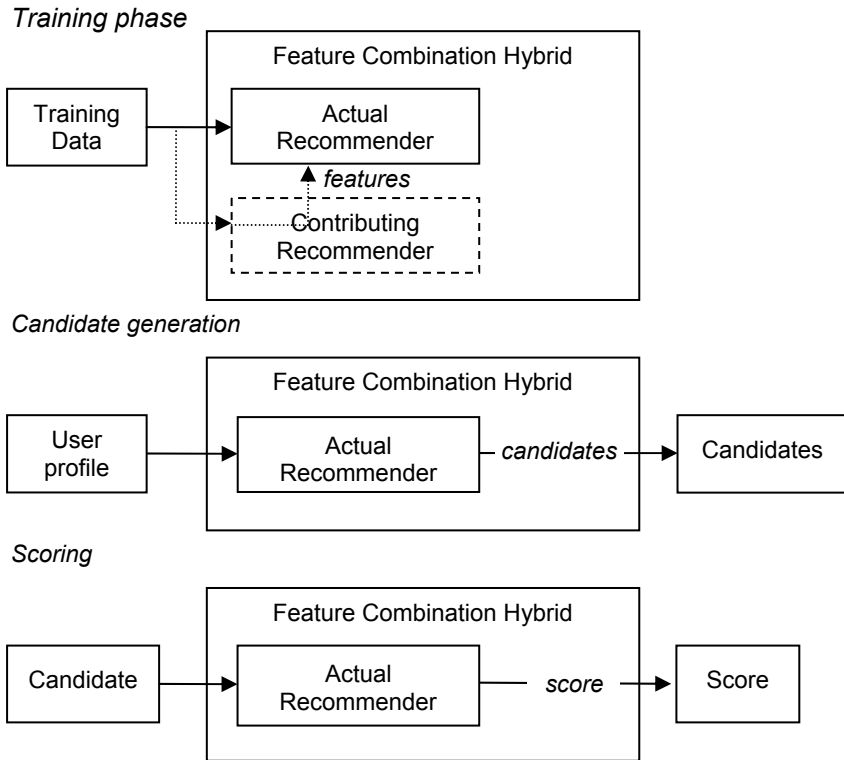 Training phase
Feature Combination Hybrid
Training
Data
Actual
Recommender
features
Contributing
Recommender
Candidate generation
Feature Combination Hybrid
User
profile
Actual
Recommender
candidates
Candidates
Scoring
Feature Combination Hybrid
Candidate
Actual
Recommender
score
Score